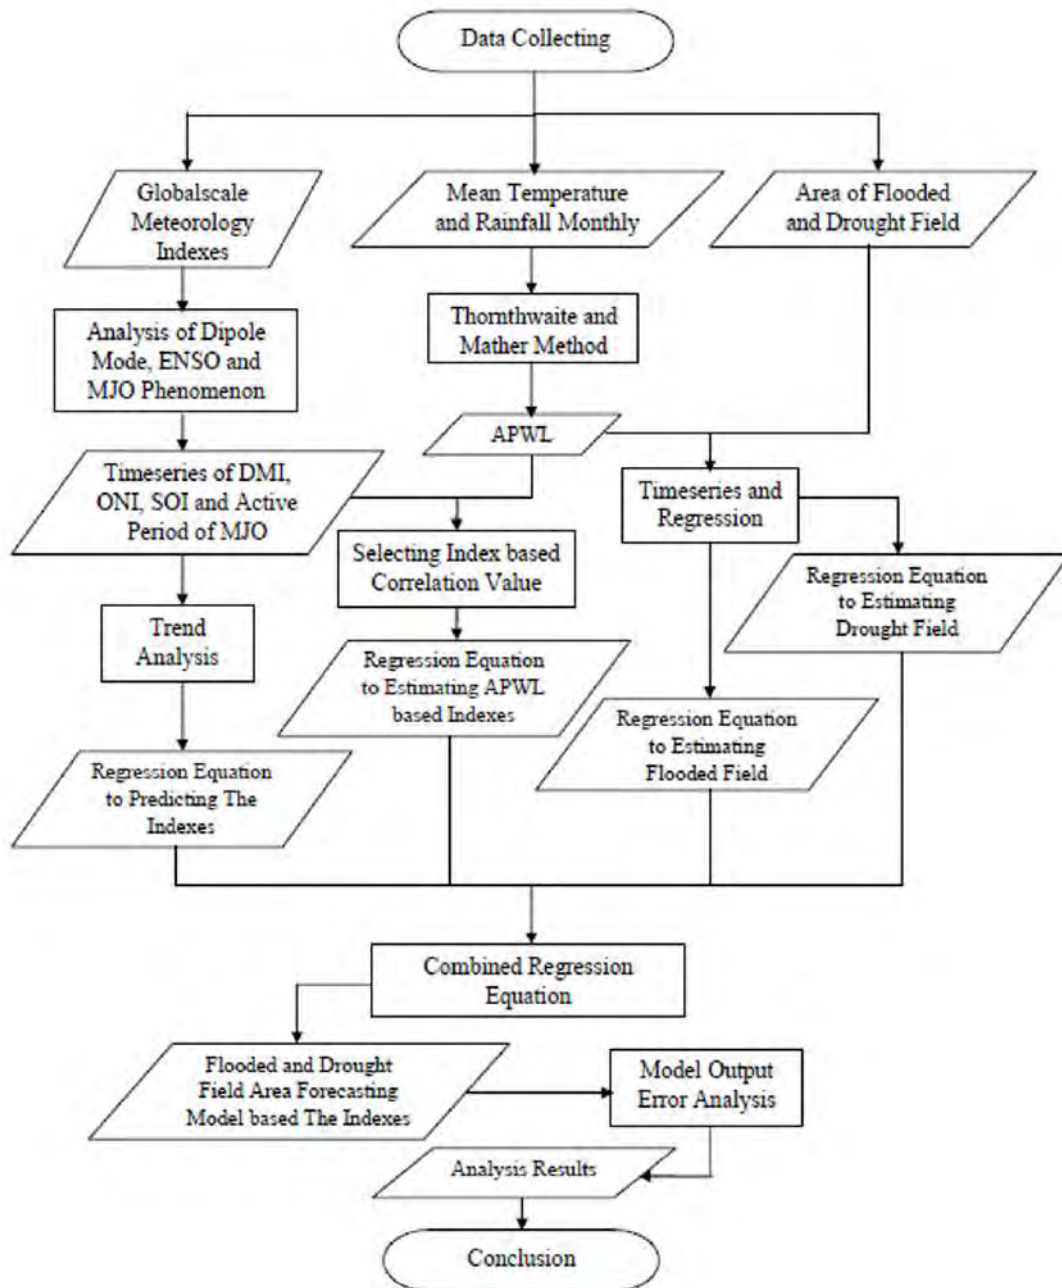 Data Collecting
Globalscale
Meteorology
Indexes
Mean Temperature
and Rainfall Monthly
Area of Flooded
and Drought Field
Analysis of Dipole
Mode, ENSO and
MJO Phenomenon
Thornthwaite and
Mather Method
APWL
Timeseries of DMI,
ONI, SOI and Active
Period of MJO
Timeseries and
Regression
Selecting Index based
Correlation Value
Regression Equation
to Estimating
Drought Field
Trend
Analysis
Regression Equation
to Estimating APWL
based Indexes
Regression Equation
to Estimating
Flooded Field
Regression Equation
to Predicting The
Indexes
Combined Regression
Equation
Flooded and Drought
Field Area Forecasting
Model based The Indexes
Model Output
Error Analysis
Analysis Results
Conclusion